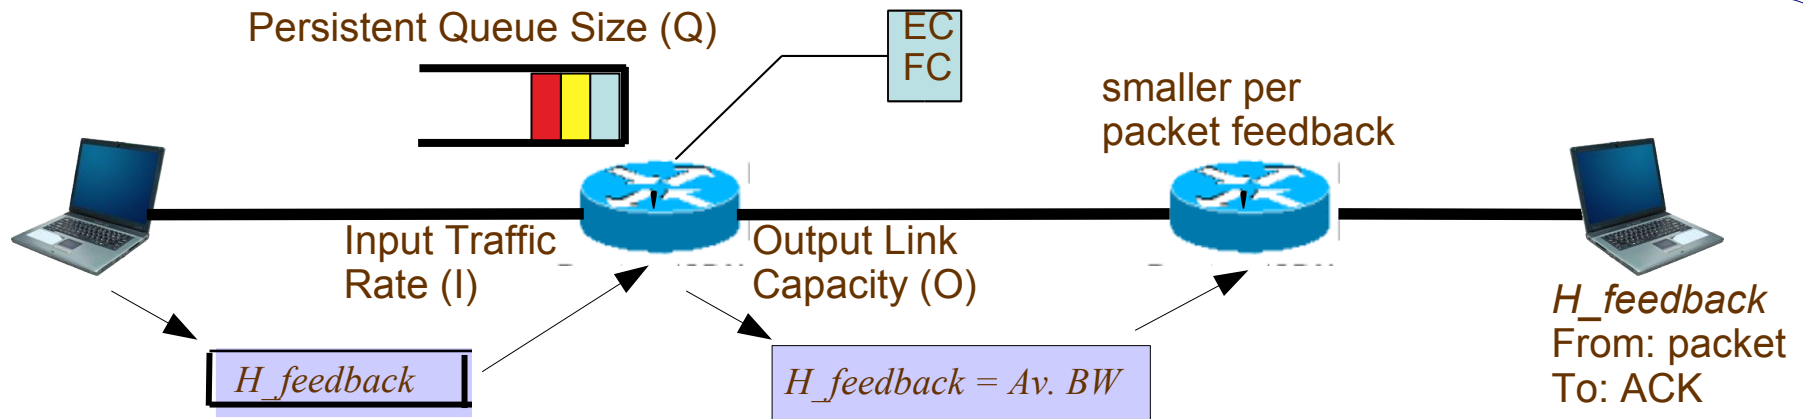 Persistent Queue Size (Q)
EC
FC
smaller per
packet feedback
Input Traffic
Rate (I)
Output Link
Capacity (O)
H_feedback
From: packet
To: ACK
H_feedback
H_feedback = Av. BW